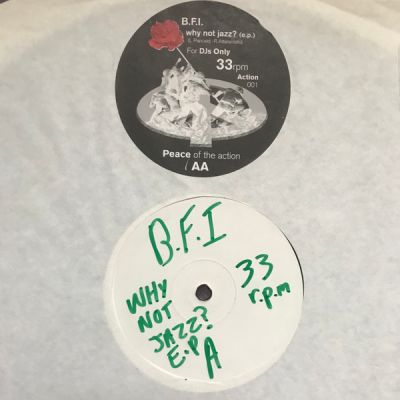 B.F.I.
why not jazz? (e.p.)
For DJs Only
33rpm
Action
001
Peace of the action
/ AA
B.F.I
33
r.p.m
WHY
NOT
JAZZ?
E.P
A